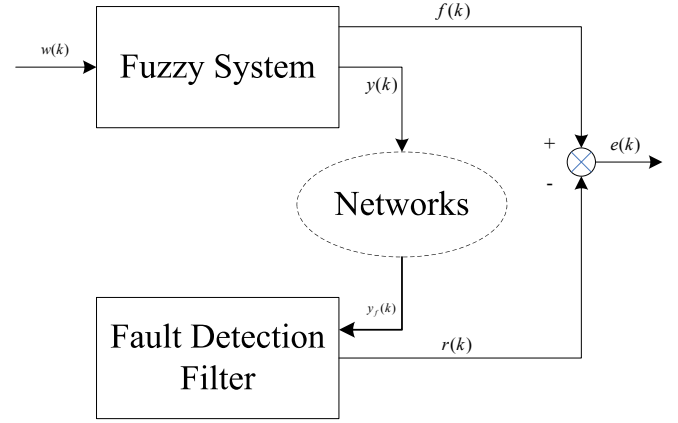 f(k)
w(k)
Fuzzy System
y(k)
+
e(k)
-
Networks
y_f(k)
Fault Detection
Filter
r(k)